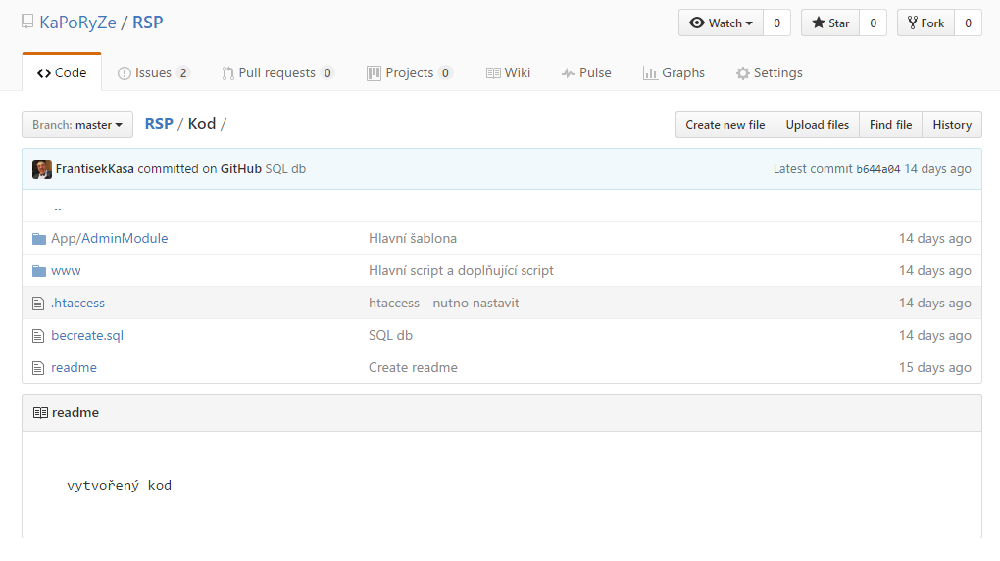 KaPoRyZe / RSP
Watch 0 Star 0 Fork 0
Code Issues 2 Pull requests 0 Projects 0 Wiki Pulse Graphs Settings
Branch: master RSP / Kod / Create new file Upload files Find file History
FrantisekKasa committed on GitHub SQL db Latest commit b644a04 14 days ago
..
App/AdminModule Hlavní šablona 14 days ago
www Hlavní script a doplňující script 14 days ago
.htaccess htaccess - nutno nastavit 14 days ago
becreate.sql SQL db 14 days ago
readme Create readme 15 days ago
readme
vytvořený kod